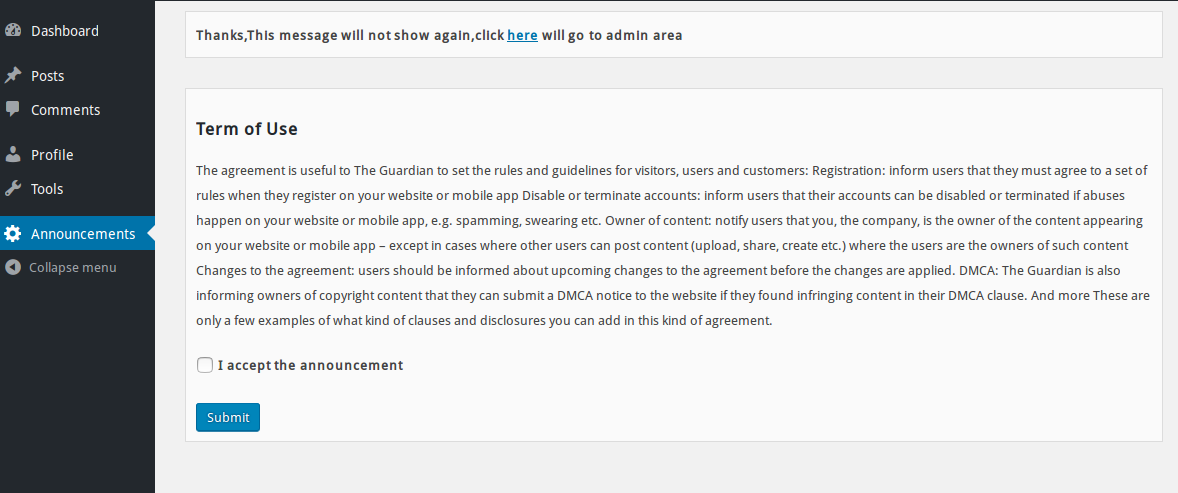 Dashboard
Posts
Comments
Profile
Tools
Announcements
Collapse menu
Thanks,This message will not show again,click here will go to admin area
Term of Use
The agreement is useful to The Guardian to set the rules and guidelines for visitors, users and customers: Registration: inform users that they must agree to a set of
rules when they register on your website or mobile app Disable or terminate accounts: inform users that their accounts can be disabled or terminated if abuses
happen on your website or mobile app, e.g. spamming, swearing etc. Owner of content: notify users that you, the company, is the owner of the content appearing
on your website or mobile app – except in cases where other users can post content (upload, share, create etc.) where the users are the owners of such content
Changes to the agreement: users should be informed about upcoming changes to the agreement before the changes are applied. DMCA: The Guardian is also
informing owners of copyright content that they can submit a DMCA notice to the website if they found infringing content in their DMCA clause. And more These are
only a few examples of what kind of clauses and disclosures you can add in this kind of agreement.
I accept the announcement
Submit